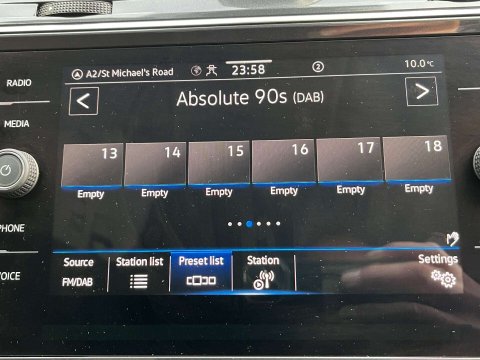 RADIO
MEDIA
PHONE
VOICE
A2/St Michael's Road
23:58
2
10.0°C
<
Absolute 90s (DAB)
>
13 14 15 16 17 18
Empty Empty Empty Empty Empty Empty
Source Station list Preset list Station Settings
FM/DAB